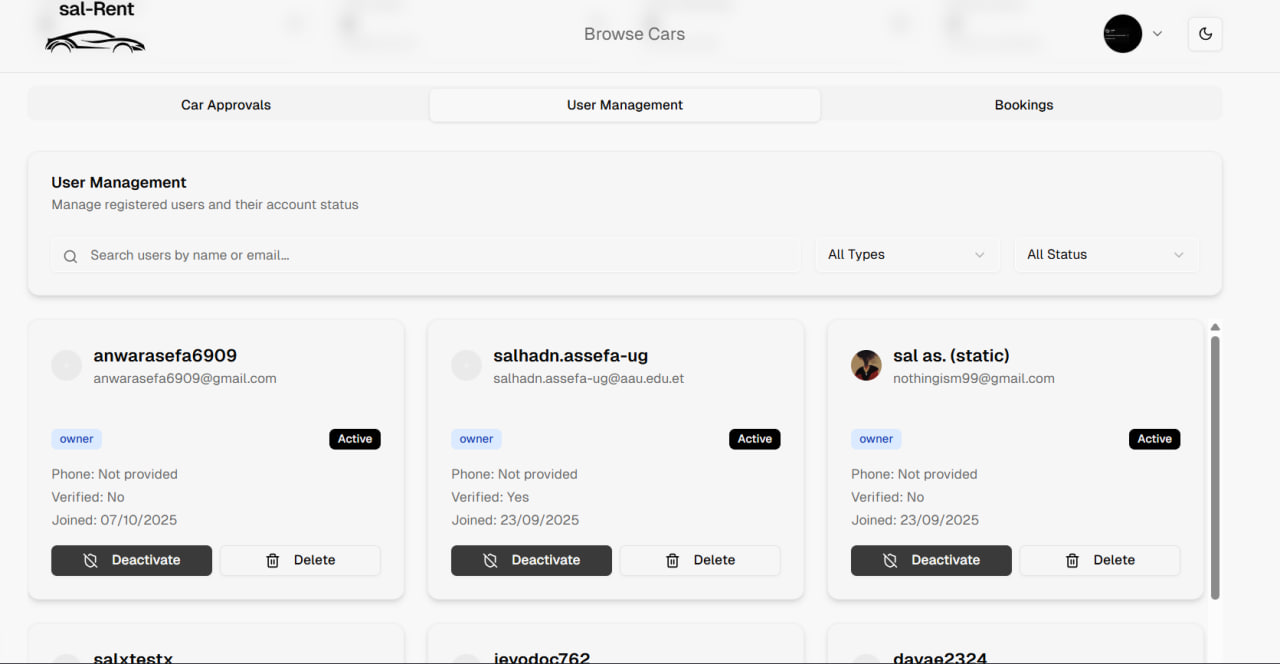 sal-Rent
Browse Cars
Car Approvals
User Management
Bookings
User Management
Manage registered users and their account status
Search users by name or email...
All Types
All Status
anwarasefa6909
anwarasefa6909@gmail.com
owner
Active
Phone: Not provided
Verified: No
Joined: 07/10/2025
Deactivate
Delete
salhadn.assefa-ug
salhadn.assefa-ug@aau.edu.et
owner
Active
Phone: Not provided
Verified: Yes
Joined: 23/09/2025
Deactivate
Delete
sal as. (static)
nothingism99@gmail.com
owner
Active
Phone: Not provided
Verified: No
Joined: 23/09/2025
Deactivate
Delete
salxtestx
jevodoc762
davae2324